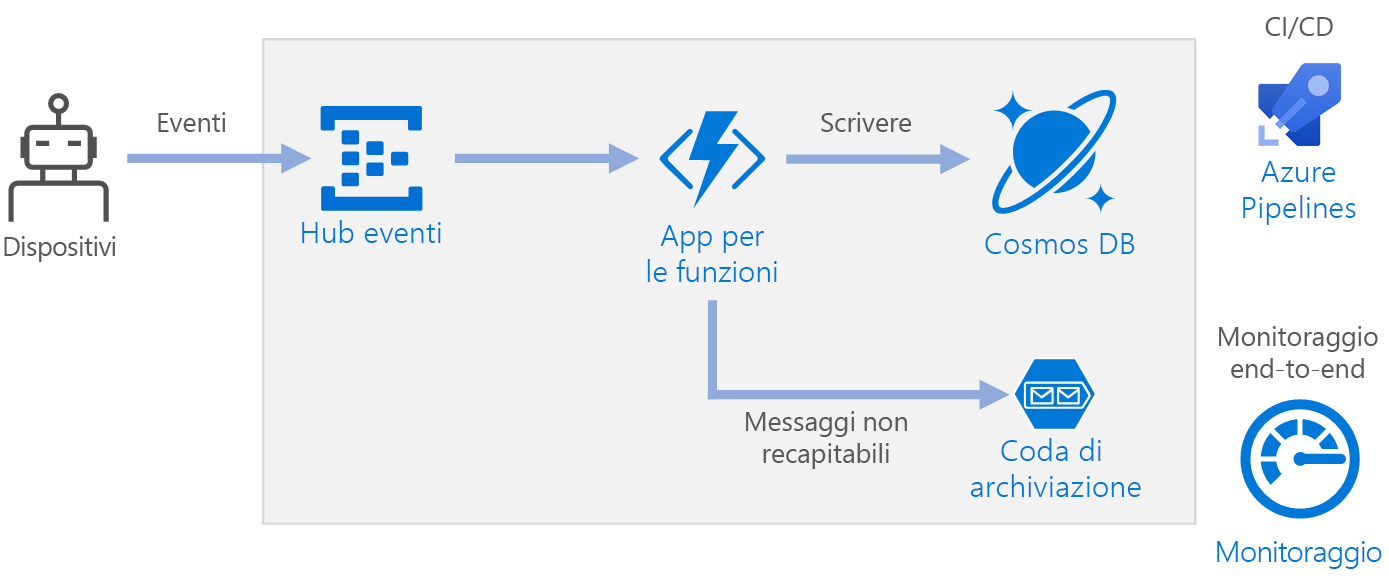 CI/CD
Eventi
Scrivere
Azure
Pipelines
Dispositivi
Hub eventi
App per
le funzioni
Cosmos DB
Monitoraggio
end-to-end
Messaggi non
recapitabili
Coda di
archiviazione
Monitoraggio